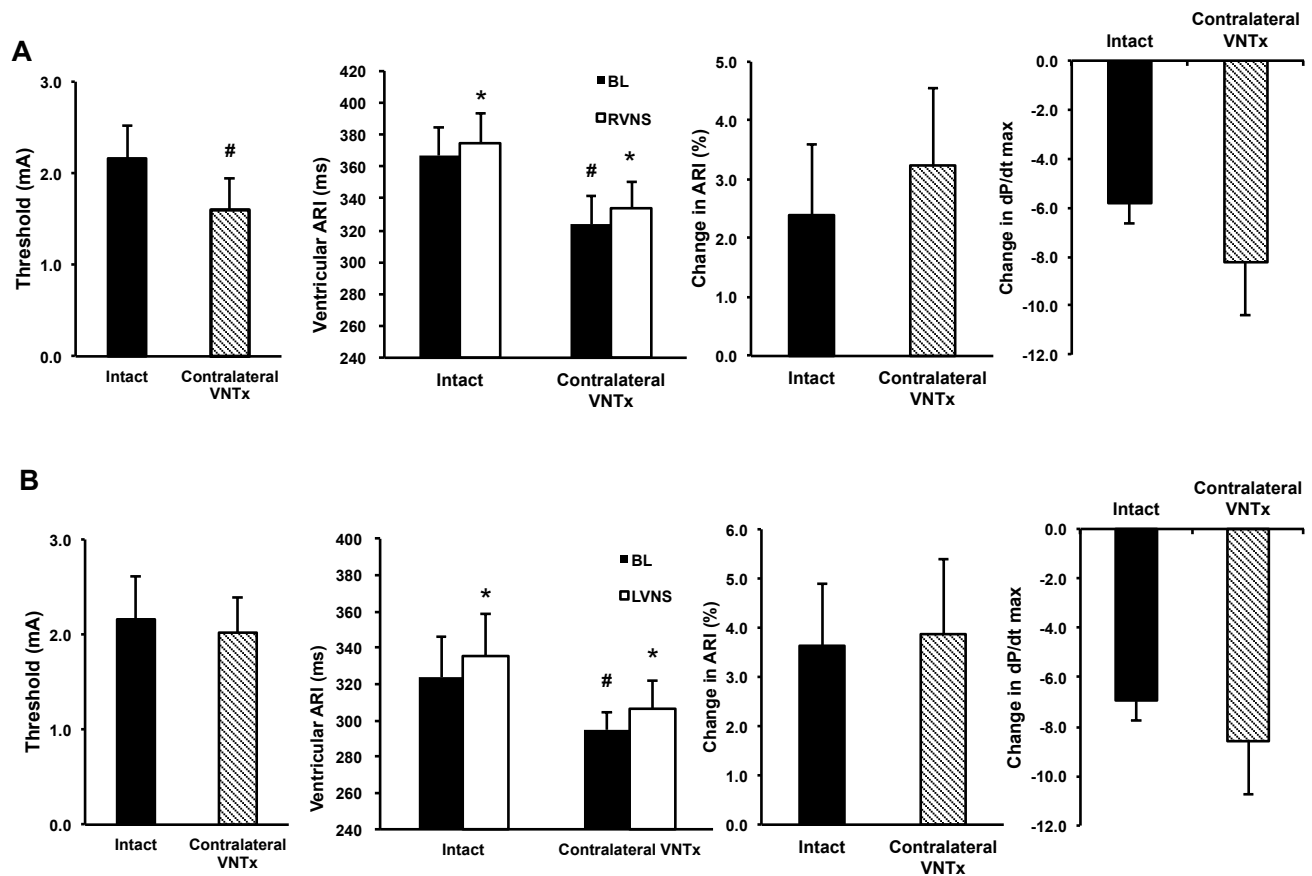 A
Threshold (mA)
3.0
2.0
1.0
0.0
#
Intact
Contralateral
VNTx
Ventricular ARI (ms)
420
400
380
360
340
320
300
280
260
240
BL
RVNS
*
#
*
Intact
Contralateral
VNTx
Change in ARI (%)
5.0
4.0
3.0
2.0
1.0
0.0
Intact
Contralateral
VNTx
Contralateral
Intact VNTx
Change in dP/dt max
0.0
-2.0
-4.0
-6.0
-8.0
-10.0
-12.0
B
Threshold (mA)
3.0
2.0
1.0
0.0
Intact
Contralateral
VNTx
Ventricular ARI (ms)
400
380
360
340
320
300
280
260
240
BL
LVNS
*
#
*
Intact
Contralateral VNTx
Change in ARI (%)
6.0
5.0
4.0
3.0
2.0
1.0
0.0
Intact
Contralateral
VNTx
Contralateral
Intact VNTx
Change in dP/dt max
0.0
-2.0
-4.0
-6.0
-8.0
-10.0
-12.0